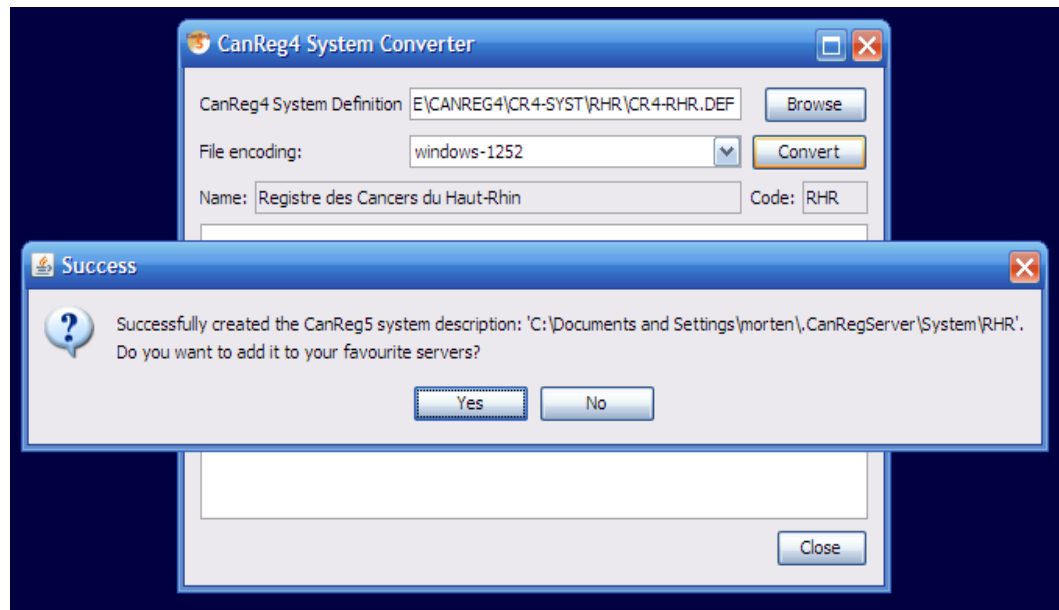 CanReg4 System Converter
CanReg4 System Definition E\CANREG4\CR4-SYST\RHR\CR4-RHR.DEF Browse
File encoding: windows-1252 Convert
Name: Registre des Cancers du Haut-Rhin Code: RHR
Success
Successfully created the CanReg5 system description: 'C:\Documents and Settings\morten\.CanRegServer\System\RHR'.
Do you want to add it to your favourite servers?
Yes No
Close